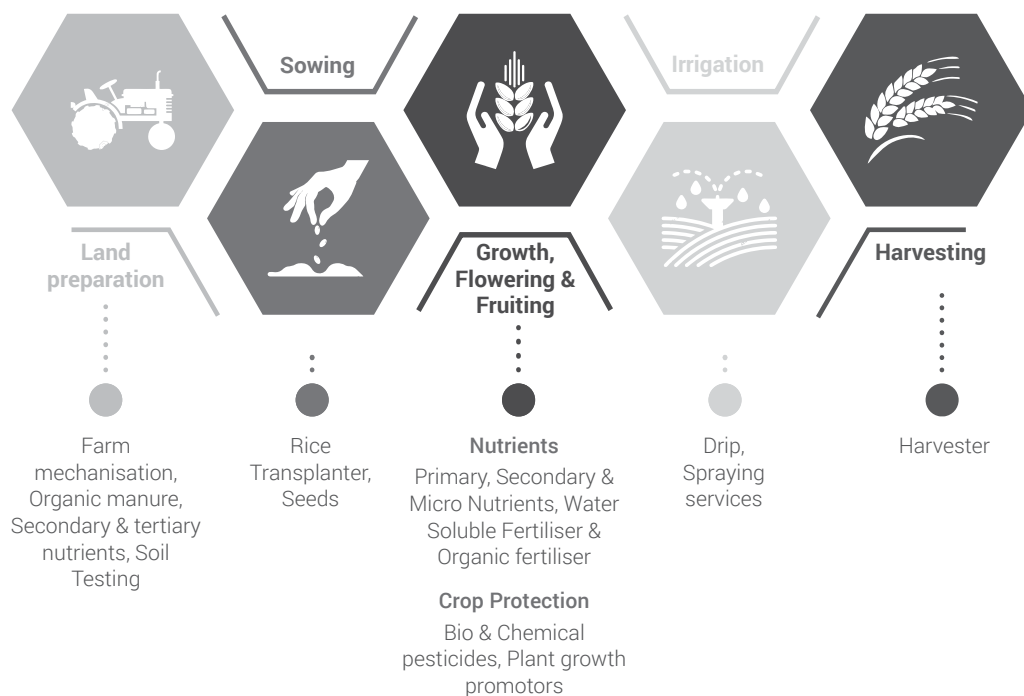 Land
preparation
Farm
mechanisation,
Organic manure,
Secondary & tertiary
nutrients, Soil
Testing
Sowing
Rice
Transplanter,
Seeds
Growth,
Flowering &
Fruiting
Nutrients
Primary, Secondary &
Micro Nutrients, Water
Soluble Fertiliser &
Organic fertiliser
Crop Protection
Bio & Chemical
pesticides, Plant growth
promotors
Irrigation
Drip,
Spraying
services
Harvesting
Harvester